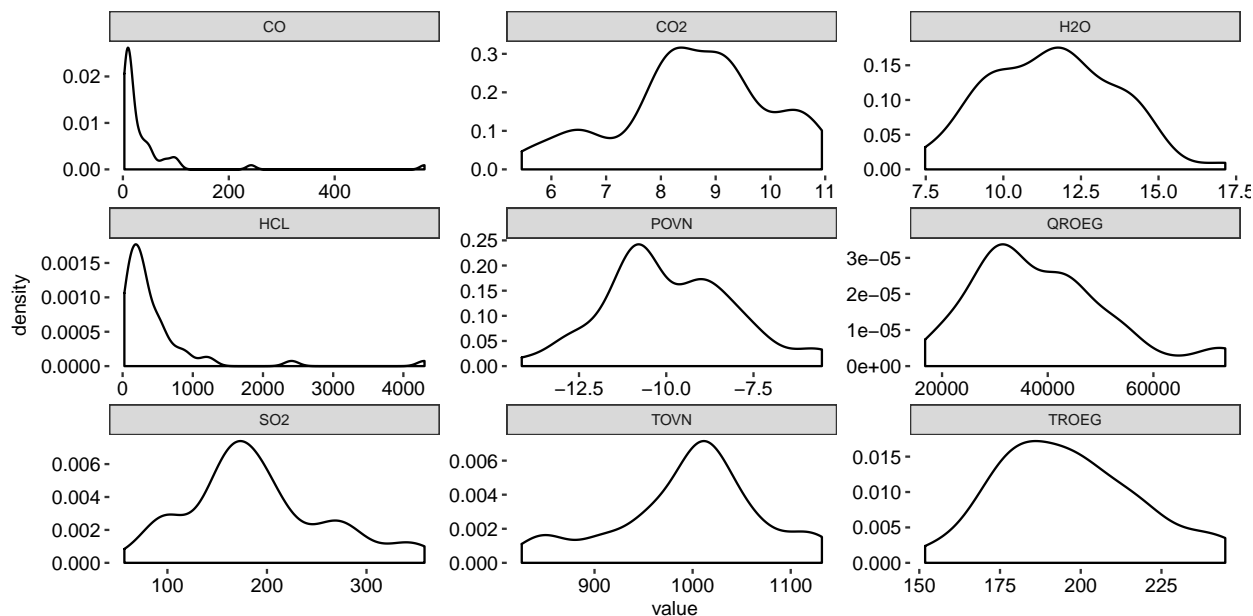 CO CO2 H2O
0.02
0.01
0.00
0 200 400
0.3
0.2
0.1
0.0
6 7 8 9 10 11
0.15
0.10
0.05
0.00
7.5 10.0 12.5 15.0 17.5
HCL POVN QROEG
0.0015
0.0010
0.0005
0.0000
0 1000 2000 3000 4000
0.25
0.20
0.15
0.10
0.05
0.00
−12.5 −10.0 −7.5
3e−05
2e−05
1e−05
0e+00
20000 40000 60000
density
SO2 TOVN TROEG
0.006
0.004
0.002
0.000
100 200 300
0.006
0.004
0.002
0.000
900 1000 1100
0.015
0.010
0.005
0.000
150 175 200 225
value